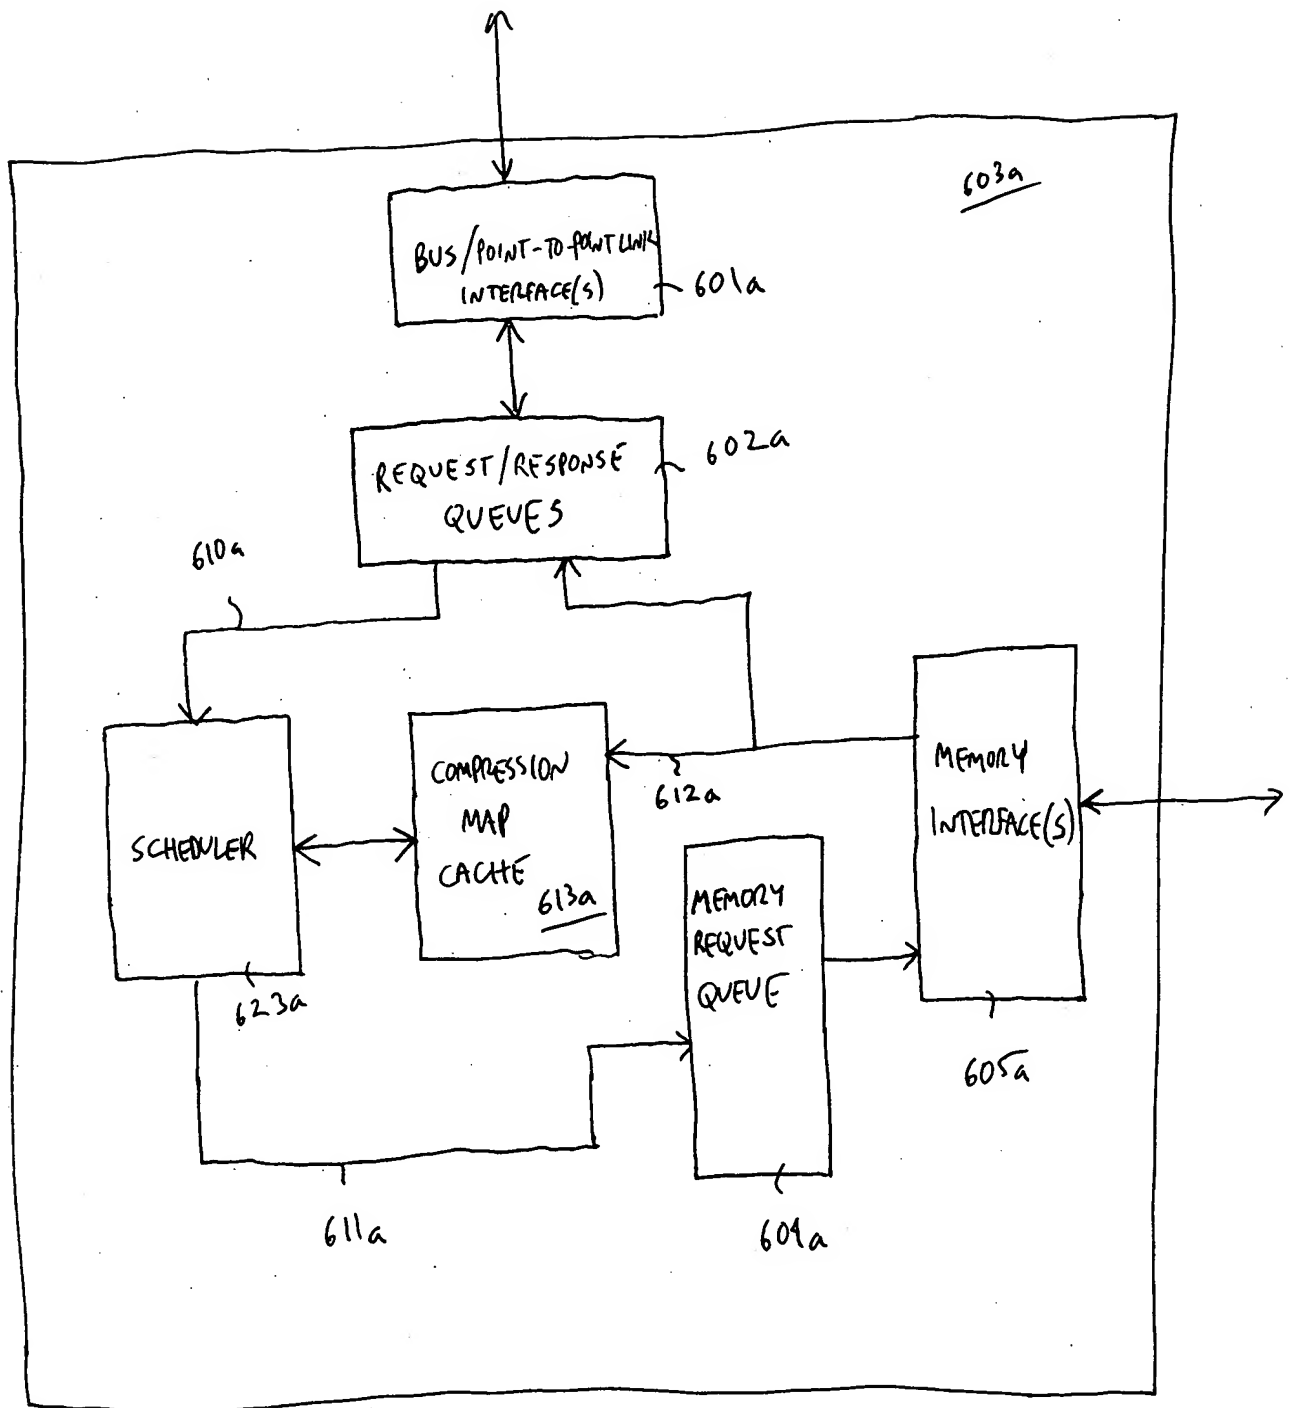 603a
BUS/POINT-TO-POINT LINK
INTERFACE(S)
601a
REQUEST/RESPONSE
QUEUES
602a
610a
SCHEDULER
623a
COMPRESSION
MAP
CACHE
613a
612a
MEMORY
INTERFACE(S)
605a
MEMORY
REQUEST
QUEUE
604a
611a